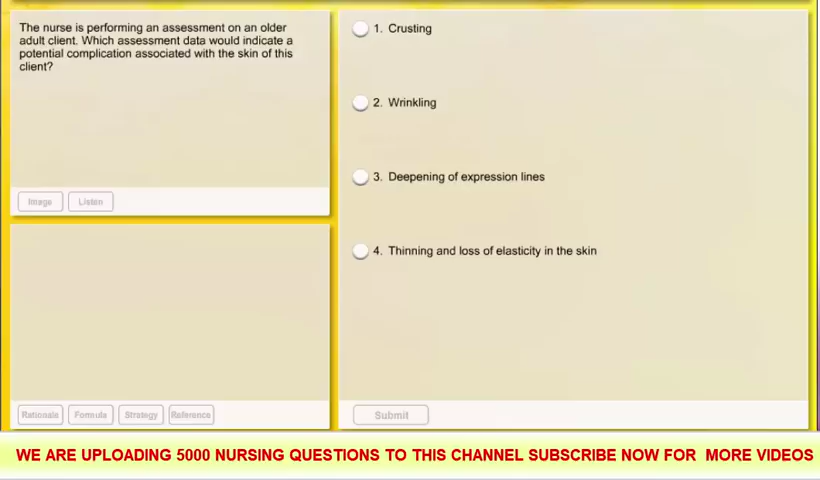 The nurse is performing an assessment on an older
adult client. Which assessment data would indicate a
potential complication associated with the skin of this
client?
Image
Listen
1. Crusting
2. Wrinkling
3. Deepening of expression lines
4. Thinning and loss of elasticity in the skin
Rationale
Formula
Strategy
Reference
Submit
WE ARE UPLOADING 5000 NURSING QUESTIONS TO THIS CHANNEL SUBSCRIBE NOW FOR MORE VIDEOS